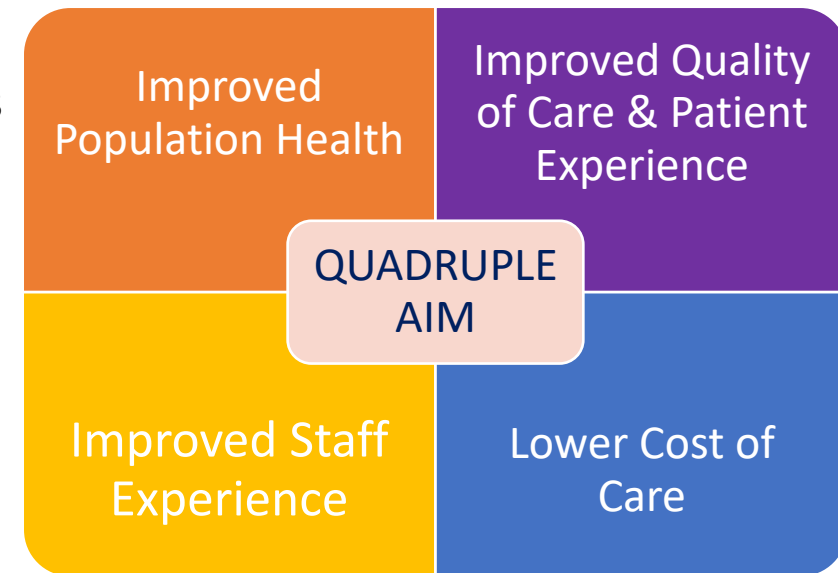 Improved
Population Health
Improved Quality
of Care & Patient
Experience
QUADRUPLE
AIM
Improved Staff
Experience
Lower Cost of
Care